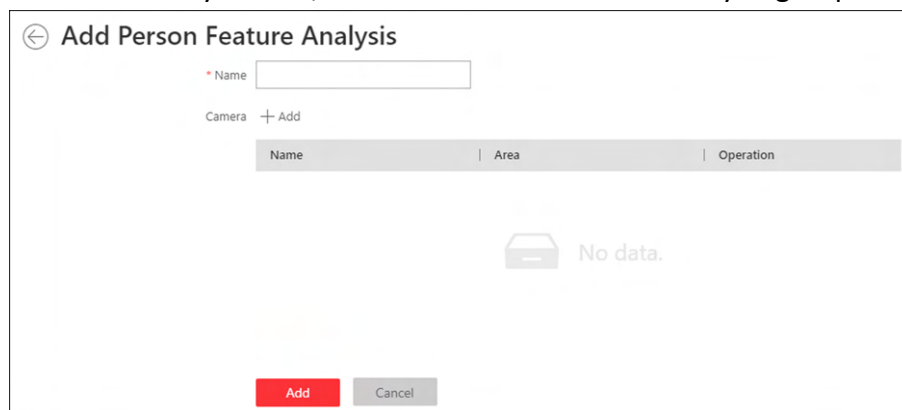 Add Person Feature Analysis
* Name
Camera + Add
Name | Area | Operation
No data.
Add Cancel